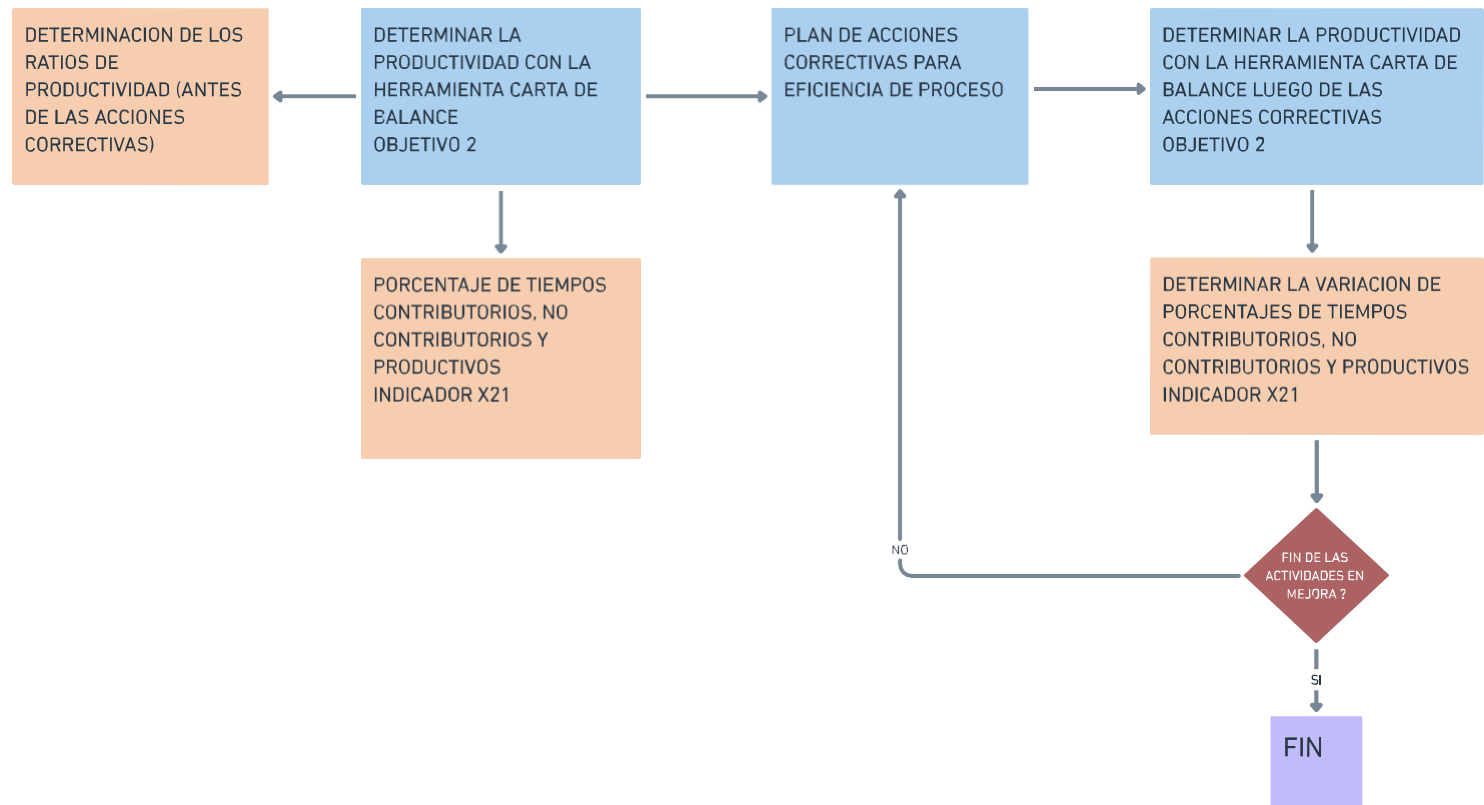 DETERMINACION DE LOS
RATIOS DE
PRODUCTIVIDAD (ANTES
DE LAS ACCIONES
CORRECTIVAS)
DETERMINAR LA
PRODUCTIVIDAD CON LA
HERRAMIENTA CARTA DE
BALANCE
OBJETIVO 2
PLAN DE ACCIONES
CORRECTIVAS PARA
EFICIENCIA DE PROCESO
DETERMINAR LA PRODUCTIVIDAD
CON LA HERRAMIENTA CARTA DE
BALANCE LUEGO DE LAS
ACCIONES CORRECTIVAS
OBJETIVO 2
PORCENTAJE DE TIEMPOS
CONTRIBUTORIOS, NO
CONTRIBUTORIOS Y
PRODUCTIVOS
INDICADOR X21
DETERMINAR LA VARIACION DE
PORCENTAJES DE TIEMPOS
CONTRIBUTORIOS, NO
CONTRIBUTORIOS Y PRODUCTIVOS
INDICADOR X21
NO
FIN DE LAS
ACTIVIDADES EN
MEJORA ?
SI
FIN